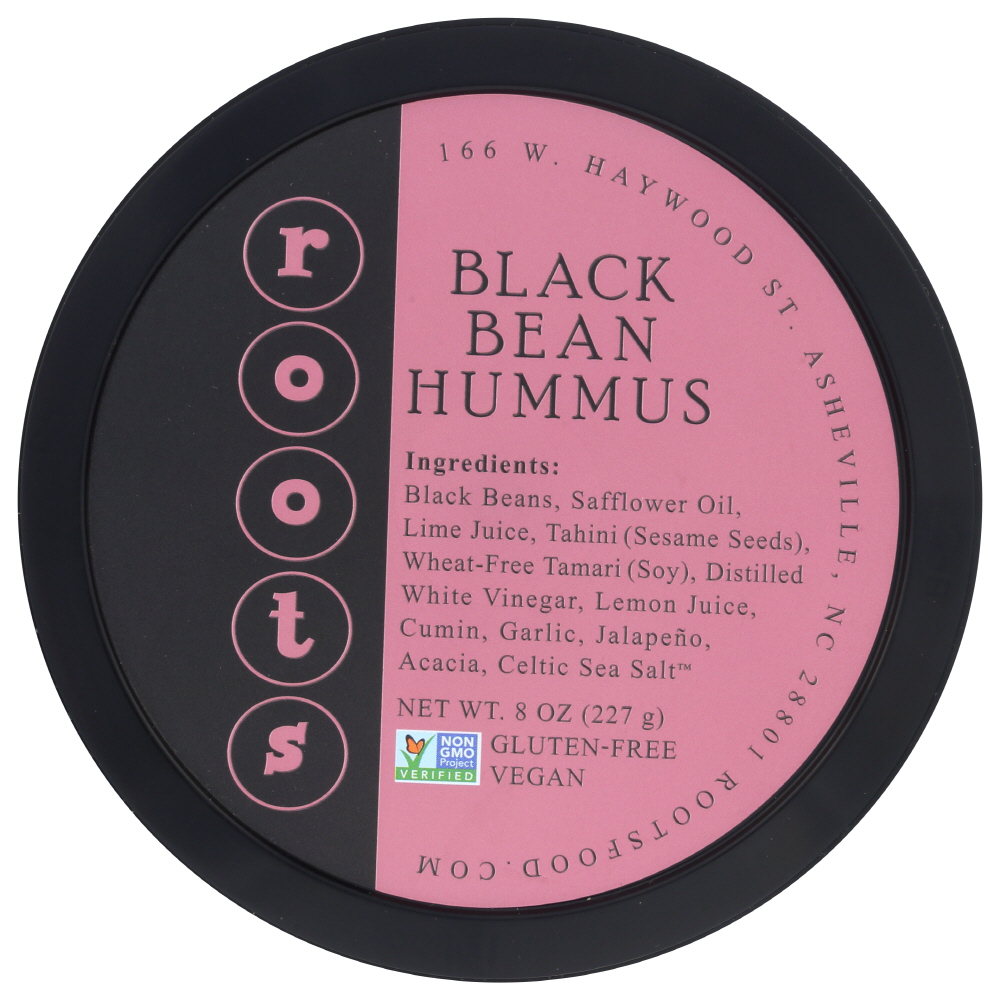 roots
166 W. HAYWOOD ST. ASHEVILLE, NC 28801 ROOTSFOOD.COM
BLACK
BEAN
HUMMUS
Ingredients:
Black Beans, Safflower Oil,
Lime Juice, Tahini (Sesame Seeds),
Wheat-Free Tamari (Soy), Distilled
White Vinegar, Lemon Juice,
Cumin, Garlic, Jalapeño,
Acacia, Celtic Sea Salt™
NET WT. 8 OZ (227 g)
NON
GMO
Project
VERIFIED
GLUTEN-FREE
VEGAN